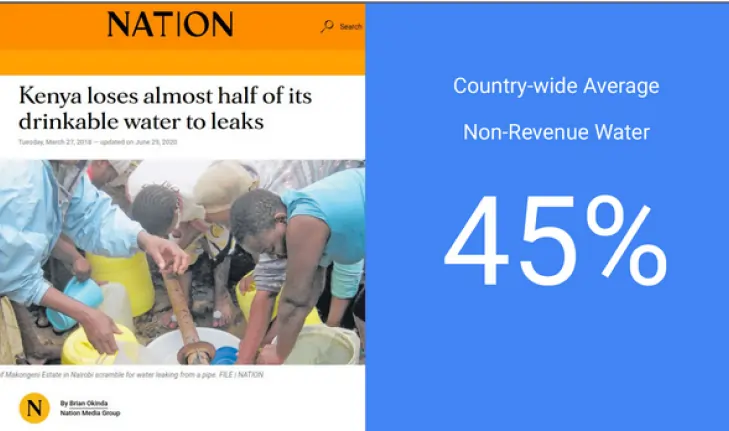 NATION
Search
Kenya loses almost half of its
drinkable water to leaks
Tuesday, March 27, 2018 — updated on June 29, 2020
of Makongeni Estate in Nairobi scramble for water leaking from a pipe. FILE | NATION
N
By Brian Okinda
Nation Media Group
Country-wide Average
Non-Revenue Water
45%